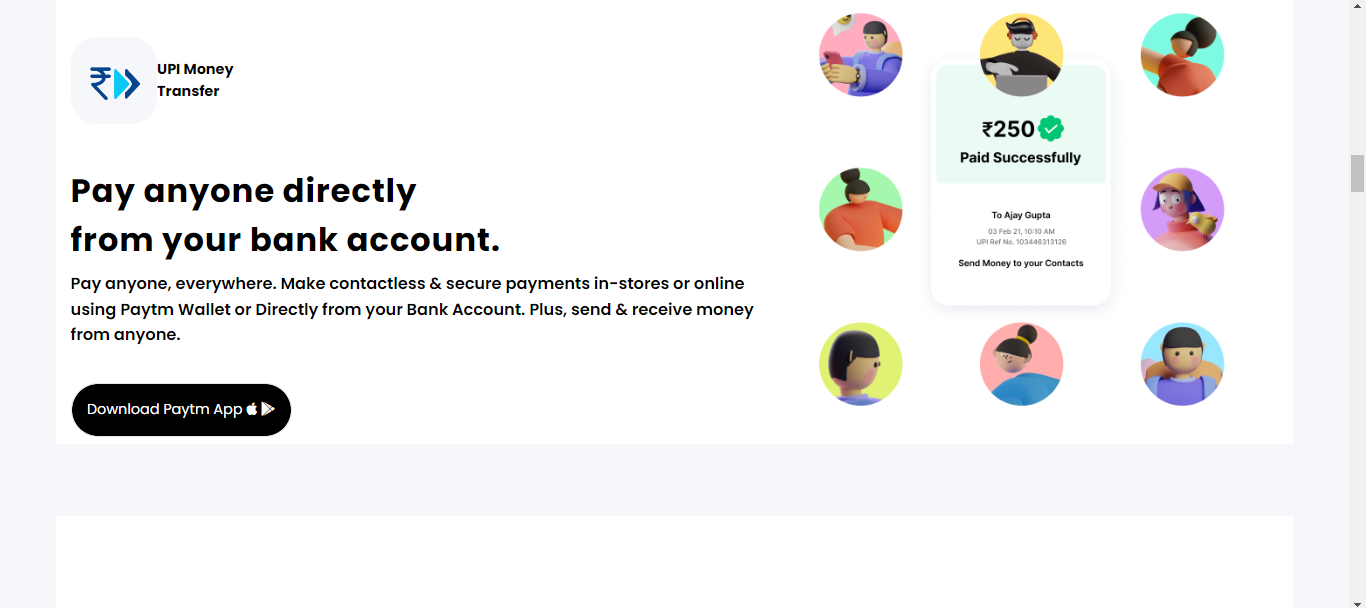 UPI Money
Transfer
Pay anyone directly
from your bank account.
Pay anyone, everywhere. Make contactless & secure payments in-stores or online
using Paytm Wallet or Directly from your Bank Account. Plus, send & receive money
from anyone.
Download Paytm App
₹250
Paid Successfully
To Ajay Gupta
03 Feb 21, 10:10 AM
UPI Ref No. 103446313126
Send Money to your Contacts